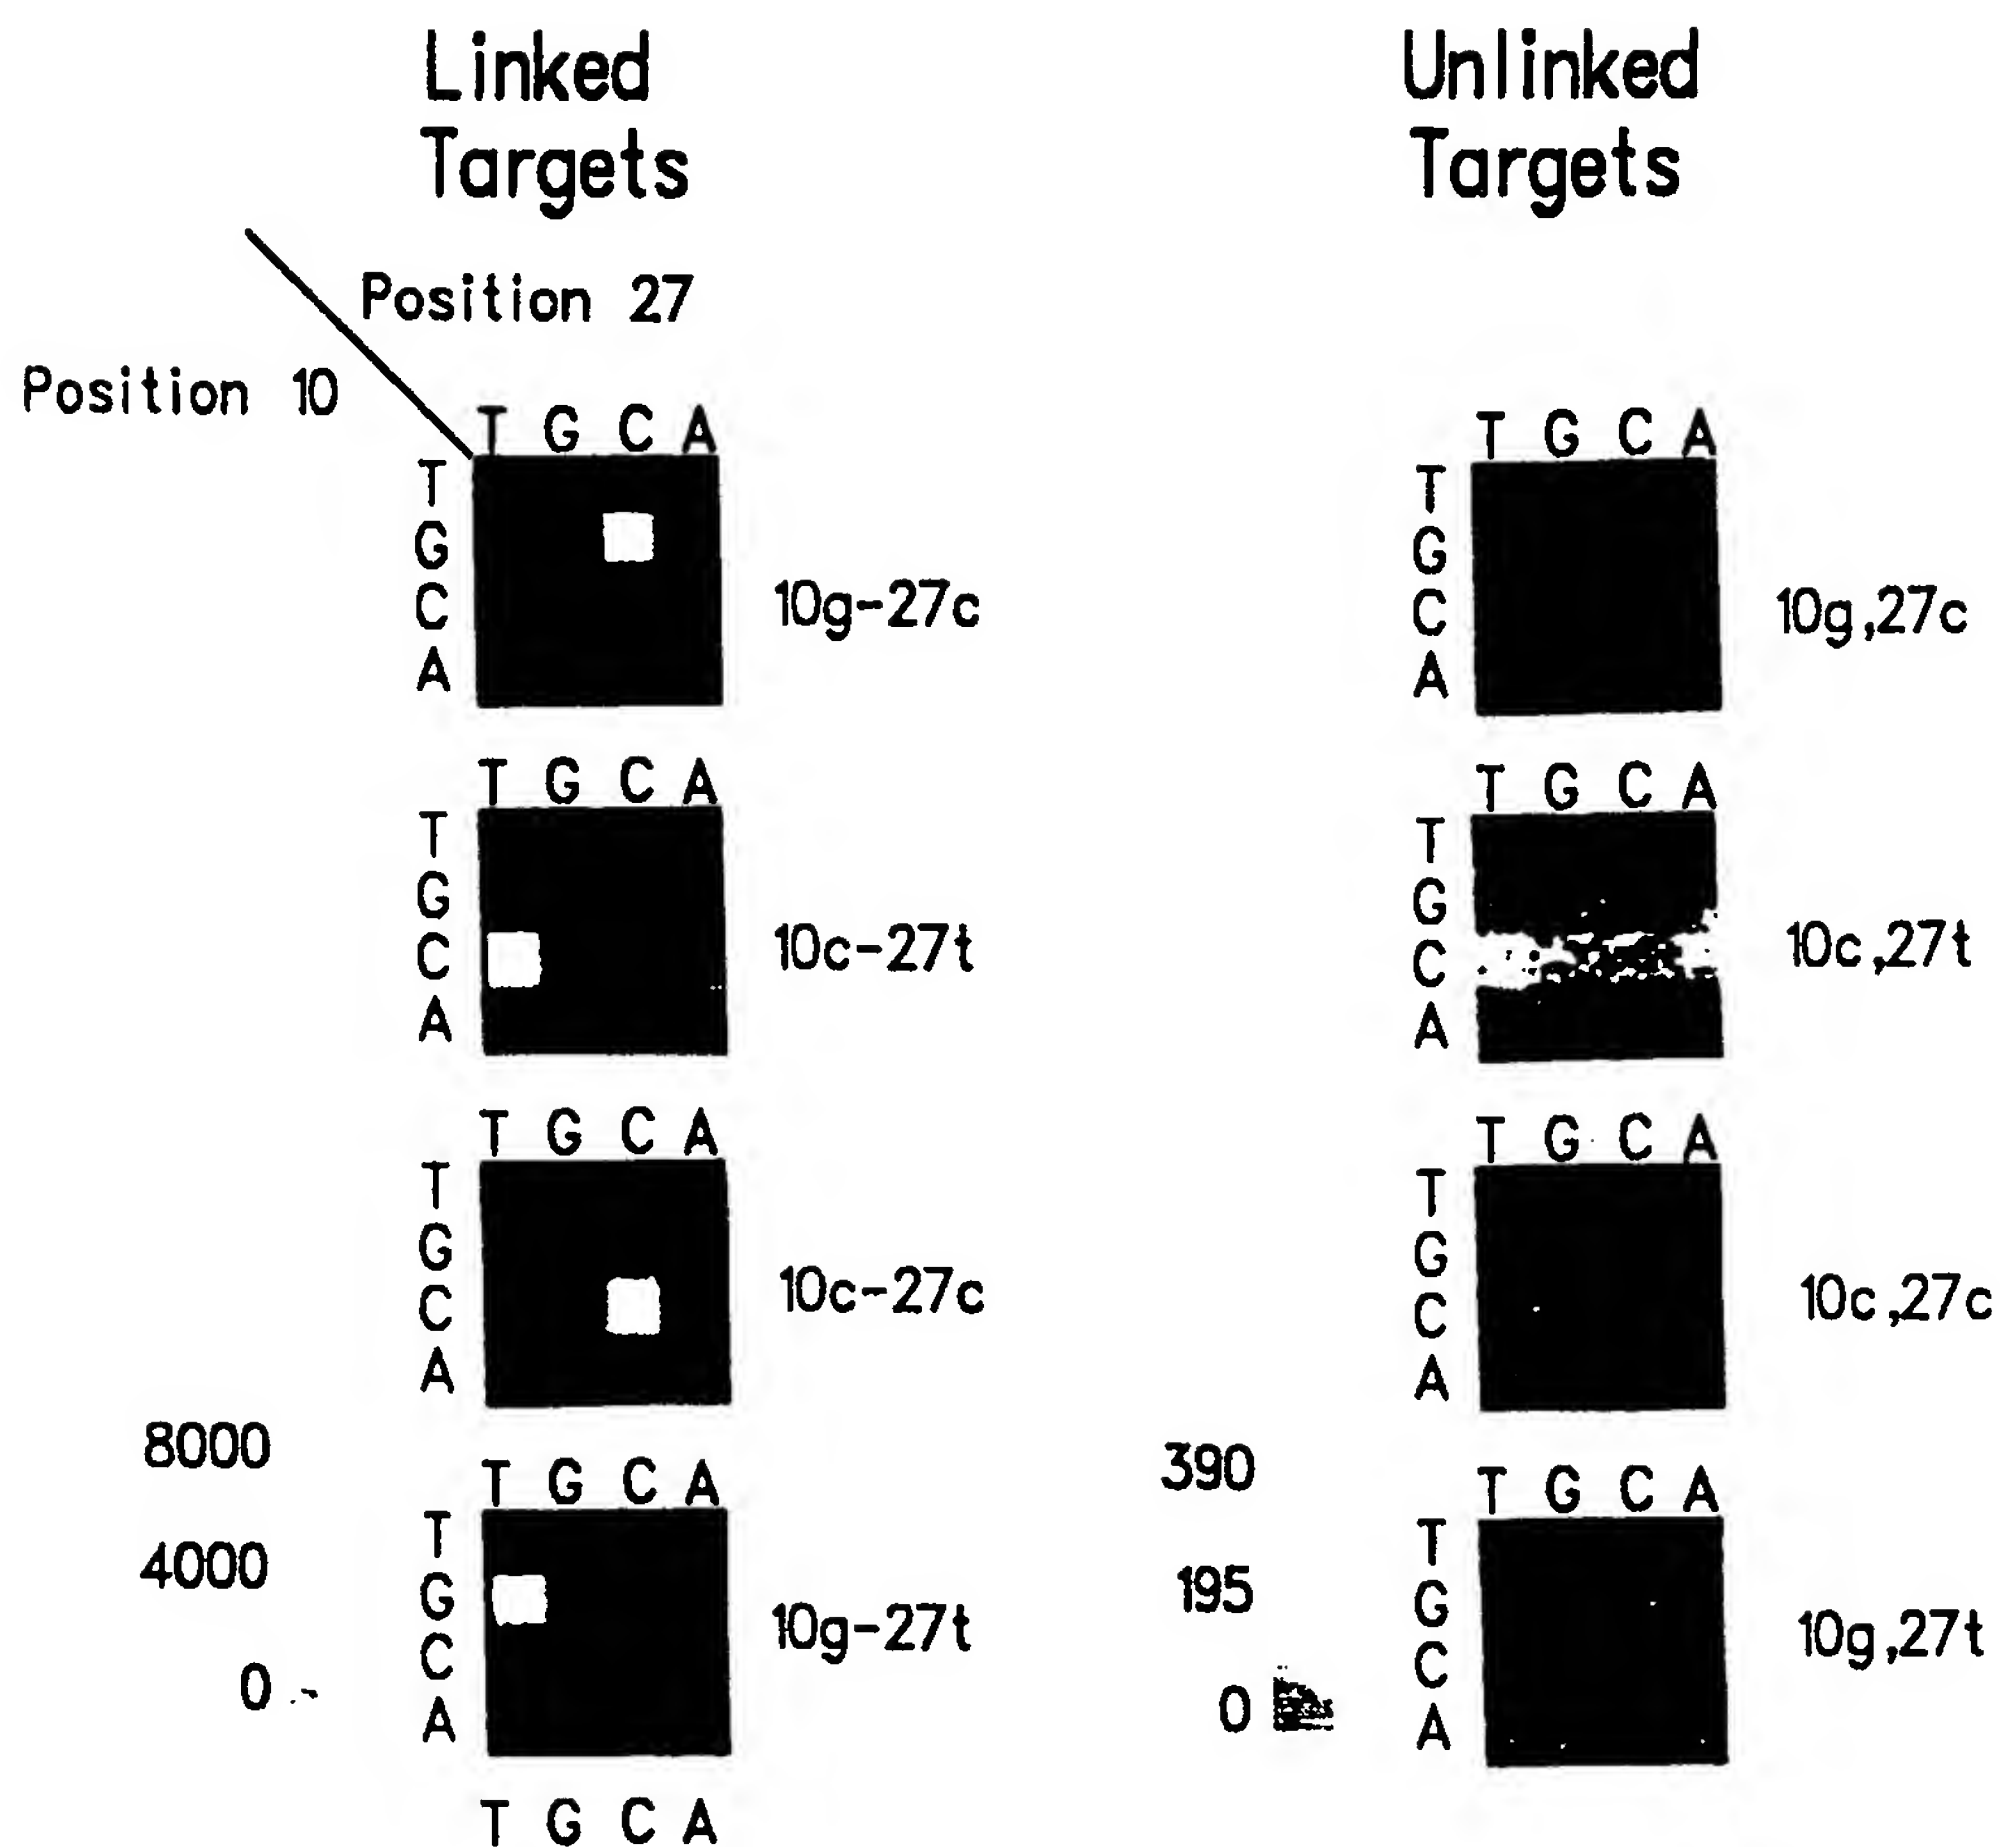 Linked
Targets
Position 27
Position 10
T G C A
T
G
C
A
10g-27c
T G C A
T
G
C
A
10c-27t
T G C A
T
G
C
A
10c-27c
8000
4000
0
T G C A
T
G
C
A
10g-27t
T G C A
Unlinked
Targets
T G C A
T
G
C
A
10g,27c
T G C A
T
G
C
A
10c,27t
T G C A
T
G
C
A
10c,27c
390
195
0
T G C A
T
G
C
A
10g,27t